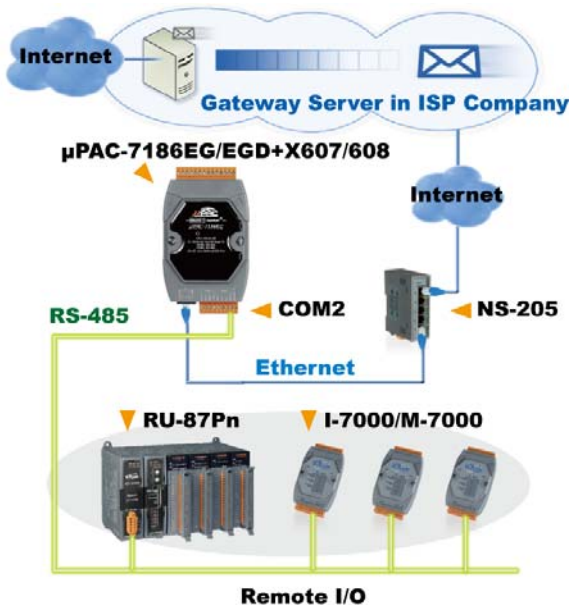 Internet
Gateway Server in ISP Company
µPAC-7186EG/EGD+X607/608
Internet
RS-485
COM2
NS-205
Ethernet
RU-87Pn
I-7000/M-7000
Remote I/O